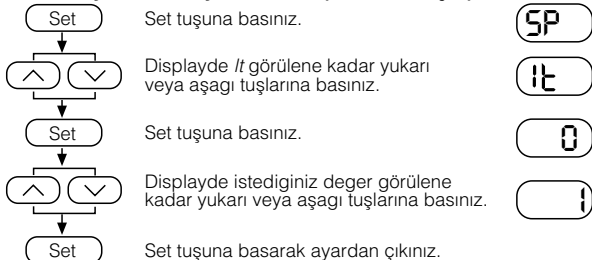 Set Set tuşuna basınız. SP
Displayde It görülene kadar yukarı
veya aşagı tuşlarına basınız. It
Set Set tuşuna basınız. 0
Displayde istediginiz deger görülene
kadar yukarı veya aşagı tuşlarına basınız. 1
Set Set tuşuna basarak ayardan çıkınız.